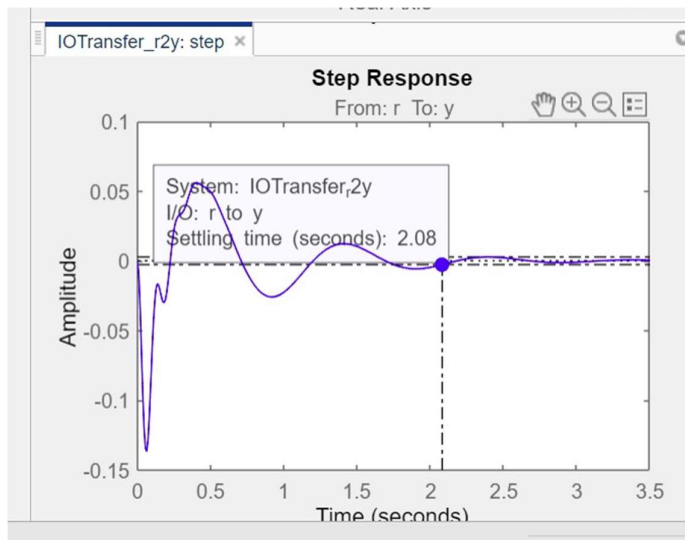 IOTransfer_r2y: step
Step Response
From: r To: y
0.1
System: IOTransferr2y
I/O: r to y
Settling time (seconds): 2.08
0.05
0
-0.05
-0.1
-0.15
Amplitude
0 0.5 1 1.5 2 2.5 3 3.5
Time (seconds)